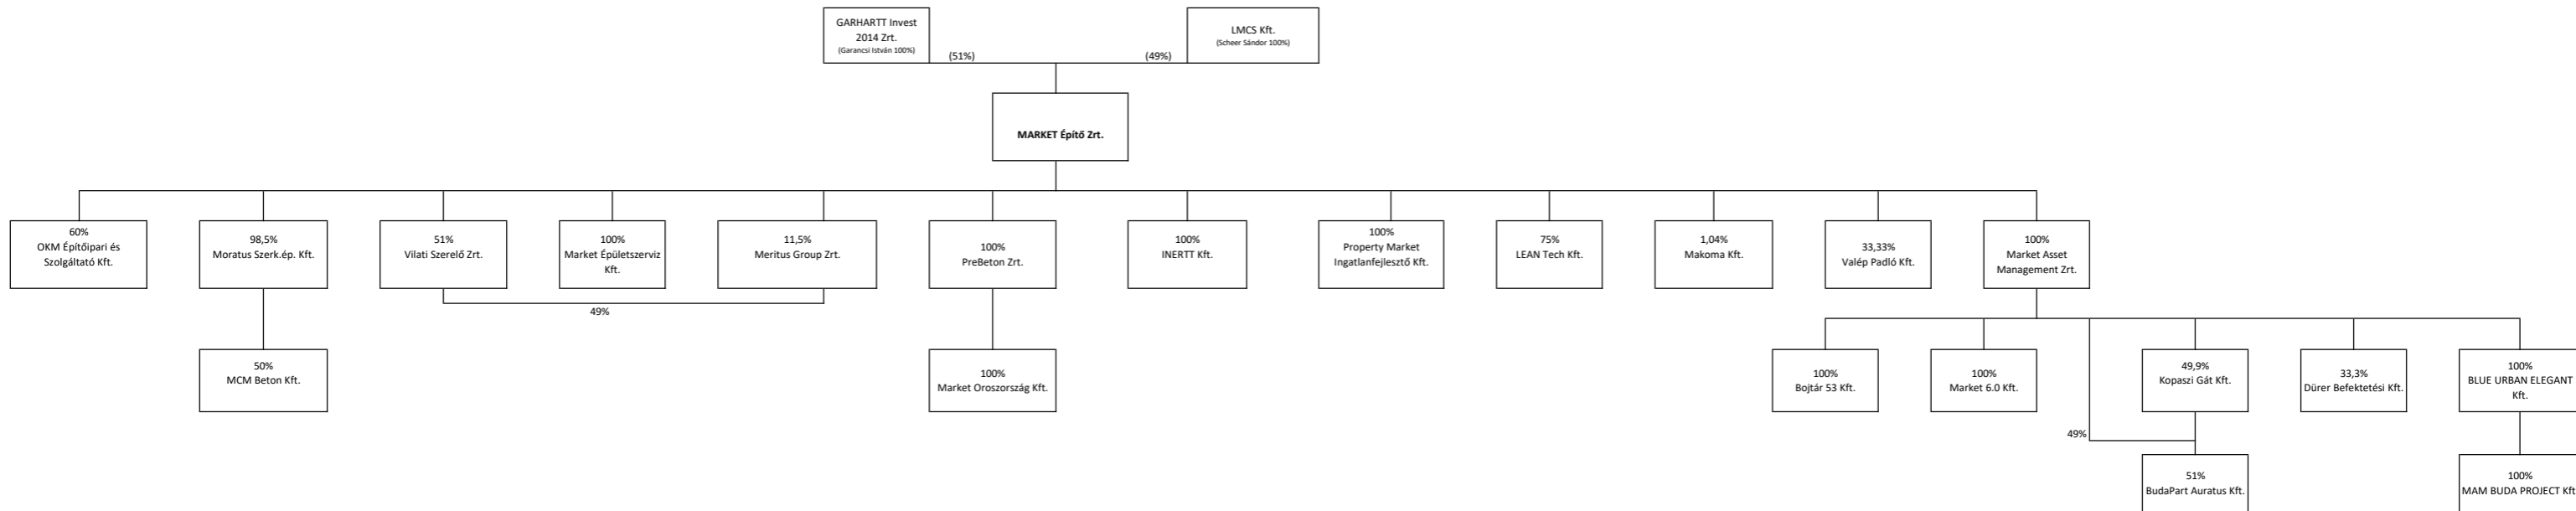 GARHARTT Invest
2014 Zrt.
(Garancsi István 100%)
LMCS Kft.
(Scheer Sándor 100%)
(51%)
(49%)
MARKET Építő Zrt.
60%
OKM Építőipari és
Szolgáltató Kft.
98,5%
Moratus Szerk.ép. Kft.
51%
Vilati Szerelő Zrt.
100%
Market Épületszerviz
Kft.
11,5%
Meritus Group Zrt.
100%
PreBeton Zrt.
100%
INERTT Kft.
100%
Property Market
Ingatlanfejlesztő Kft.
75%
LEAN Tech Kft.
1,04%
Makoma Kft.
33,33%
Valép Padló Kft.
100%
Market Asset
Management Zrt.
49%
50%
MCM Beton Kft.
100%
Market Oroszország Kft.
100%
Bojtár 53 Kft.
100%
Market 6.0 Kft.
49,9%
Kopaszi Gát Kft.
33,3%
Dürer Befektetési Kft.
100%
BLUE URBAN ELEGANT
Kft.
49%
51%
BudaPart Auratus Kft.
100%
MAM BUDA PROJECT Kft